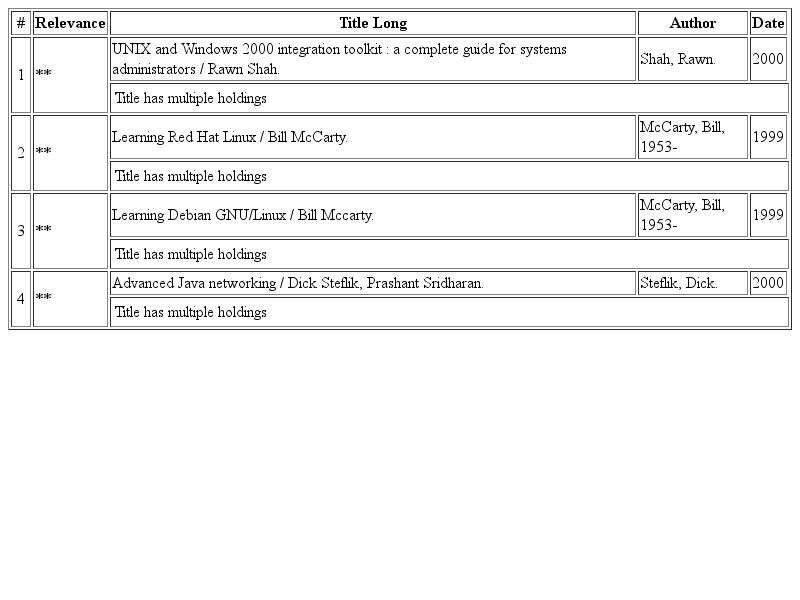 # Relevance Title Long Author Date
1 ** UNIX and Windows 2000 integration toolkit : a complete guide for systems administrators / Rawn Shah. Shah, Rawn. 2000
Title has multiple holdings
2 ** Learning Red Hat Linux / Bill McCarty. McCarty, Bill, 1953- 1999
Title has multiple holdings
3 ** Learning Debian GNU/Linux / Bill Mccarty. McCarty, Bill, 1953- 1999
Title has multiple holdings
4 ** Advanced Java networking / Dick Steflik, Prashant Sridharan. Steflik, Dick. 2000
Title has multiple holdings